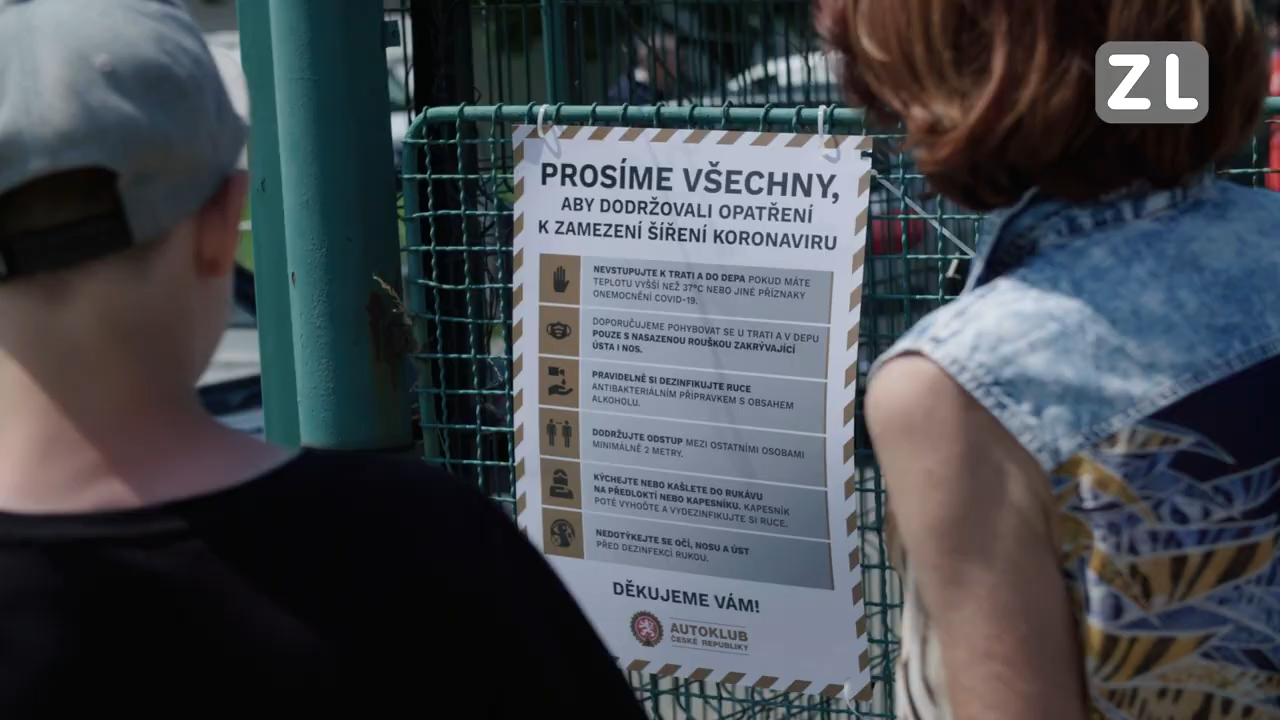 ZL
PROSÍME VŠECHNY,
ABY DODRŽOVALI OPATŘENÍ
K ZAMEZENÍ ŠÍŘENÍ KORONAVIRU
NEVSTUPUJTE K TRATI A DO DEPA POKUD MÁTE
TEPLOTU VYŠŠÍ NEŽ 37°C NEBO JINÉ PŘÍZNAKY
ONEMOCNĚNÍ COVID-19.
DOPORUČUJEME POHYBOVAT SE U TRATI A V DEPU
POUZE S NASAZENOU ROUŠKOU ZAKRÝVAJÍCÍ
ÚSTA I NOS.
PRAVIDELNĚ SI DEZINFIKUJTE RUCE
ANTIBAKTERIÁLNÍM PŘÍPRAVKEM S OBSAHEM
ALKOHOLU.
DODRŽUJTE ODSTUP MEZI OSTATNÍMI OSOBAMI
MINIMÁLNĚ 2 METRY.
KÝCHEJTE NEBO KAŠLETE DO RUKÁVU
NA PŘEDLOKTÍ NEBO KAPESNÍKU. KAPESNÍK
POTÉ VYHOĎTE A VYDEZINFIKUJTE SI RUCE.
NEDOTÝKEJTE SE OČÍ, NOSU A ÚST
PŘED DEZINFEKCÍ RUKOU.
DĚKUJEME VÁM!
AUTOKLUB
ČESKÉ REPUBLIKY